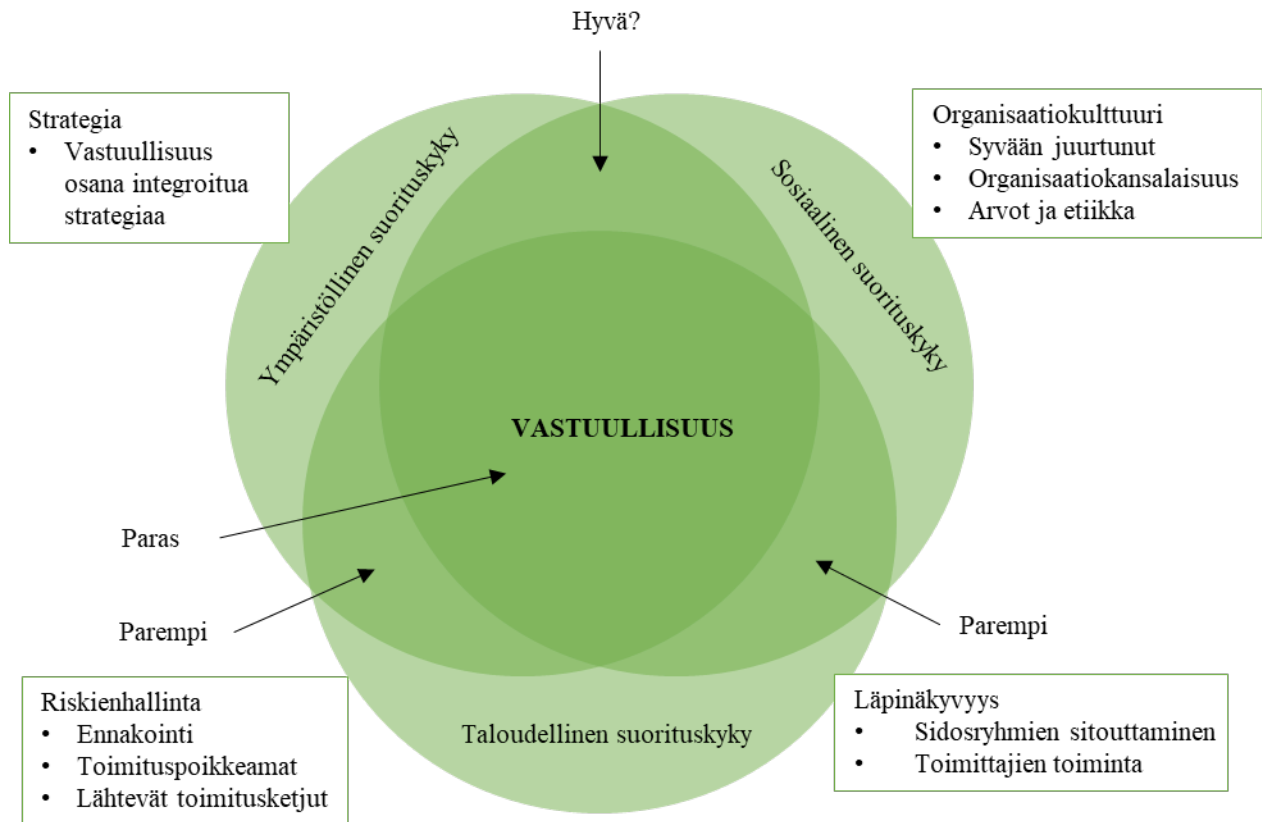 Hyvä?
Strategia
• Vastuullisuus
osana integroitua
strategiaa
Organisaatiokulttuuri
• Syvään juurtunut
• Organisaatiokansalaisuus
• Arvot ja etiikka
Ympäristöllinen suorituskyky
Sosiaalinen suorituskyky
VASTUULLISUUS
Paras
Parempi
Parempi
Riskienhallinta
• Ennakointi
• Toimituspoikkeamat
• Lähtevät toimitusketjut
Taloudellinen suorituskyky
Läpinäkyvyys
• Sidosryhmien sitouttaminen
• Toimittajien toiminta